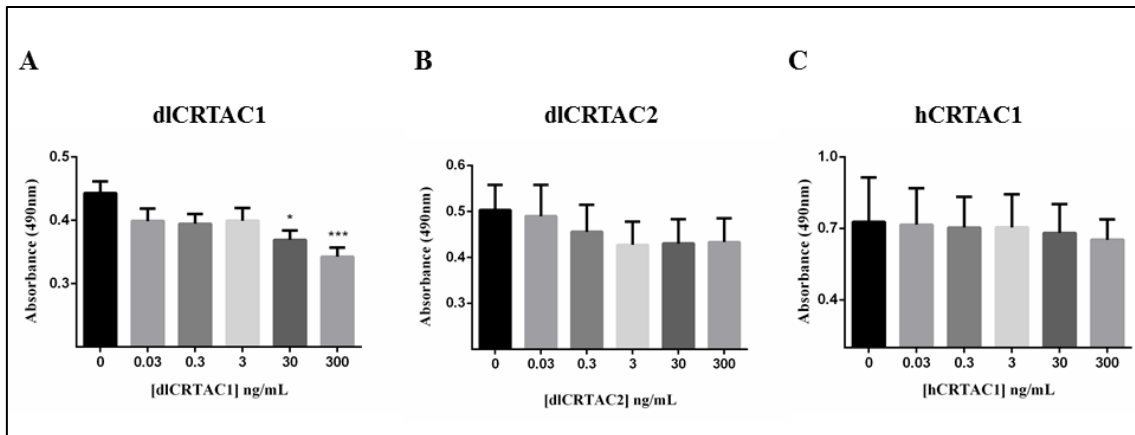 A
B
C
dlCRTAC1
dlCRTAC2
hCRTAC1
Absorbance (490nm)
0.5
0.4
0.3
*
***
0 0.03 0.3 3 30 300
[dlCRTAC1] ng/mL
Absorbance (490nm)
0.6
0.5
0.4
0.3
0 0.03 0.3 3 30 300
[dlCRTAC2] ng/mL
Absorbance (490nm)
1.0
0.7
0.4
0 0.03 0.3 3 30 300
[hCRTAC1] ng/mL